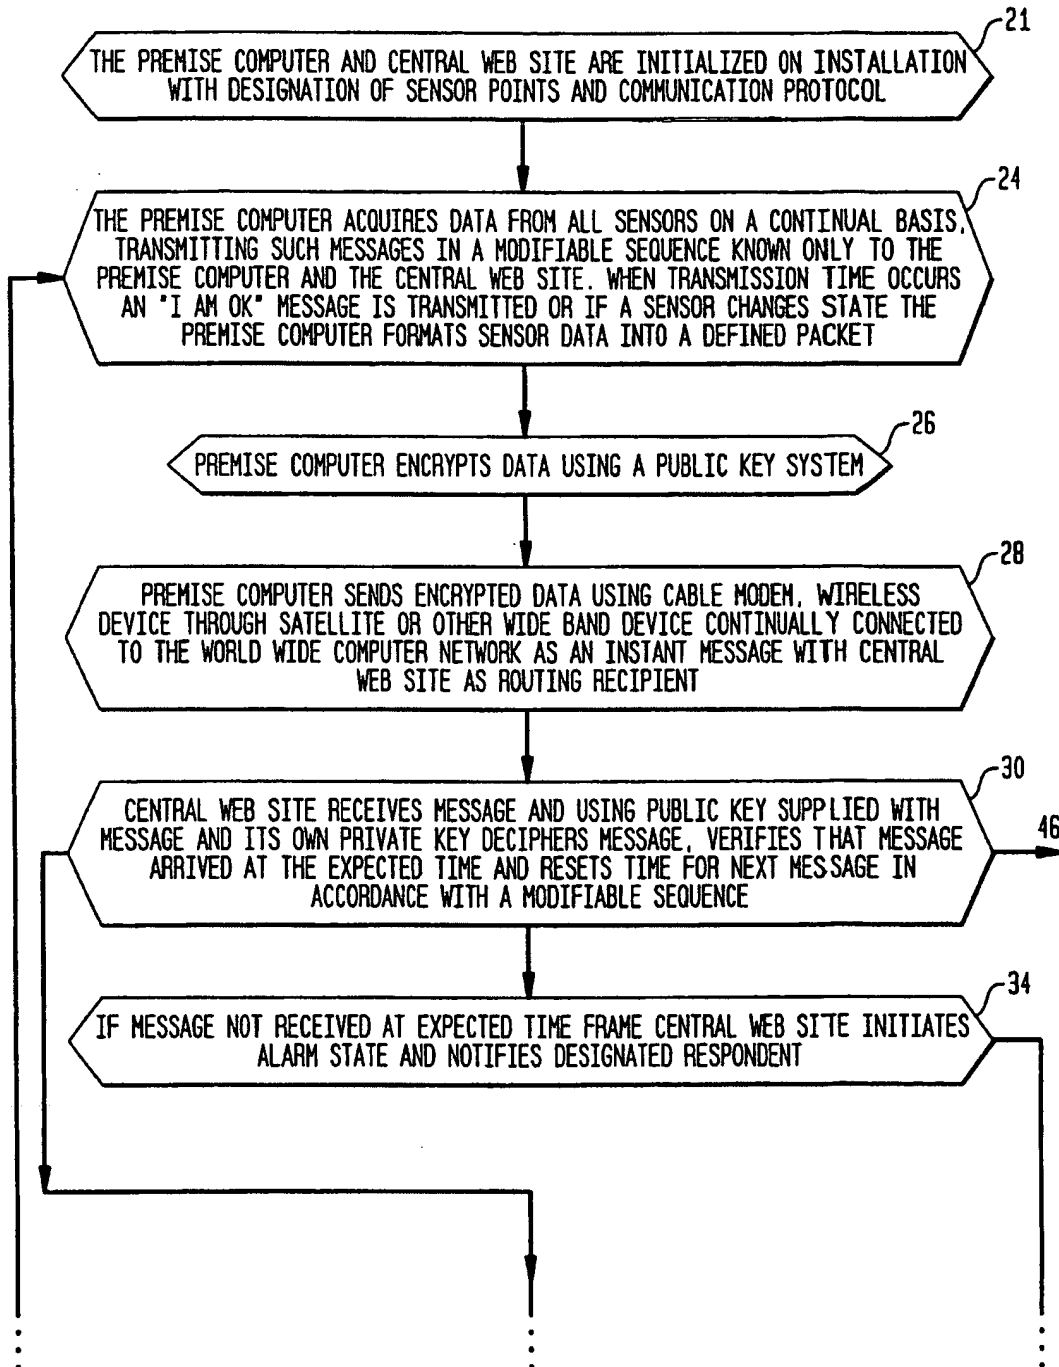 21
THE PREMISE COMPUTER AND CENTRAL WEB SITE ARE INITIALIZED ON INSTALLATION
WITH DESIGNATION OF SENSOR POINTS AND COMMUNICATION PROTOCOL
24
THE PREMISE COMPUTER ACQUIRES DATA FROM ALL SENSORS ON A CONTINUAL BASIS,
TRANSMITTING SUCH MESSAGES IN A MODIFIABLE SEQUENCE KNOWN ONLY TO THE
PREMISE COMPUTER AND THE CENTRAL WEB SITE. WHEN TRANSMISSION TIME OCCURS
AN "I AM OK" MESSAGE IS TRANSMITTED OR IF A SENSOR CHANGES STATE THE
PREMISE COMPUTER FORMATS SENSOR DATA INTO A DEFINED PACKET
26
PREMISE COMPUTER ENCRYPTS DATA USING A PUBLIC KEY SYSTEM
28
PREMISE COMPUTER SENDS ENCRYPTED DATA USING CABLE MODEM, WIRELESS
DEVICE THROUGH SATELLITE OR OTHER WIDE BAND DEVICE CONTINUALLY CONNECTED
TO THE WORLD WIDE COMPUTER NETWORK AS AN INSTANT MESSAGE WITH CENTRAL
WEB SITE AS ROUTING RECIPIENT
30
CENTRAL WEB SITE RECEIVES MESSAGE AND USING PUBLIC KEY SUPPLIED WITH
MESSAGE AND ITS OWN PRIVATE KEY DECIPHERS MESSAGE, VERIFIES THAT MESSAGE
ARRIVED AT THE EXPECTED TIME AND RESETS TIME FOR NEXT MESSAGE IN
ACCORDANCE WITH A MODIFIABLE SEQUENCE
46
34
IF MESSAGE NOT RECEIVED AT EXPECTED TIME FRAME CENTRAL WEB SITE INITIATES
ALARM STATE AND NOTIFIES DESIGNATED RESPONDENT